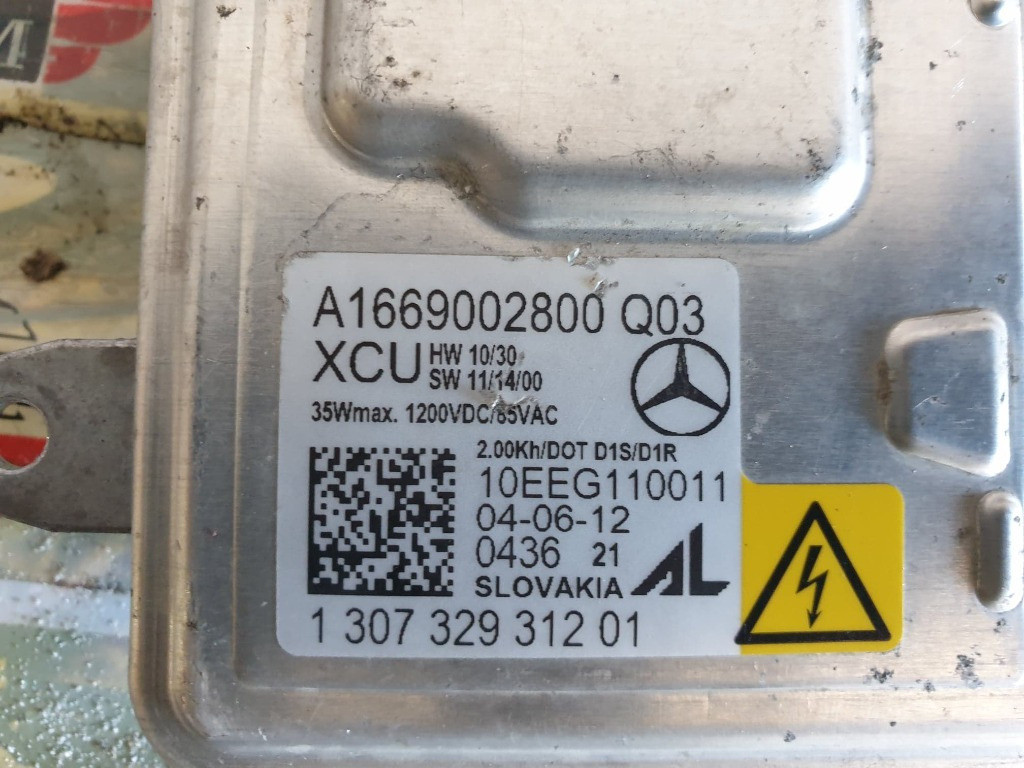 A1669002800 Q03
XCU HW 10/30
SW 11/14/00
35Wmax. 1200VDC/85VAC
2.00Kh/DOT D1S/D1R
10EEG110011
04-06-12
0436 21
SLOVAKIA AL
1 307 329 312 01